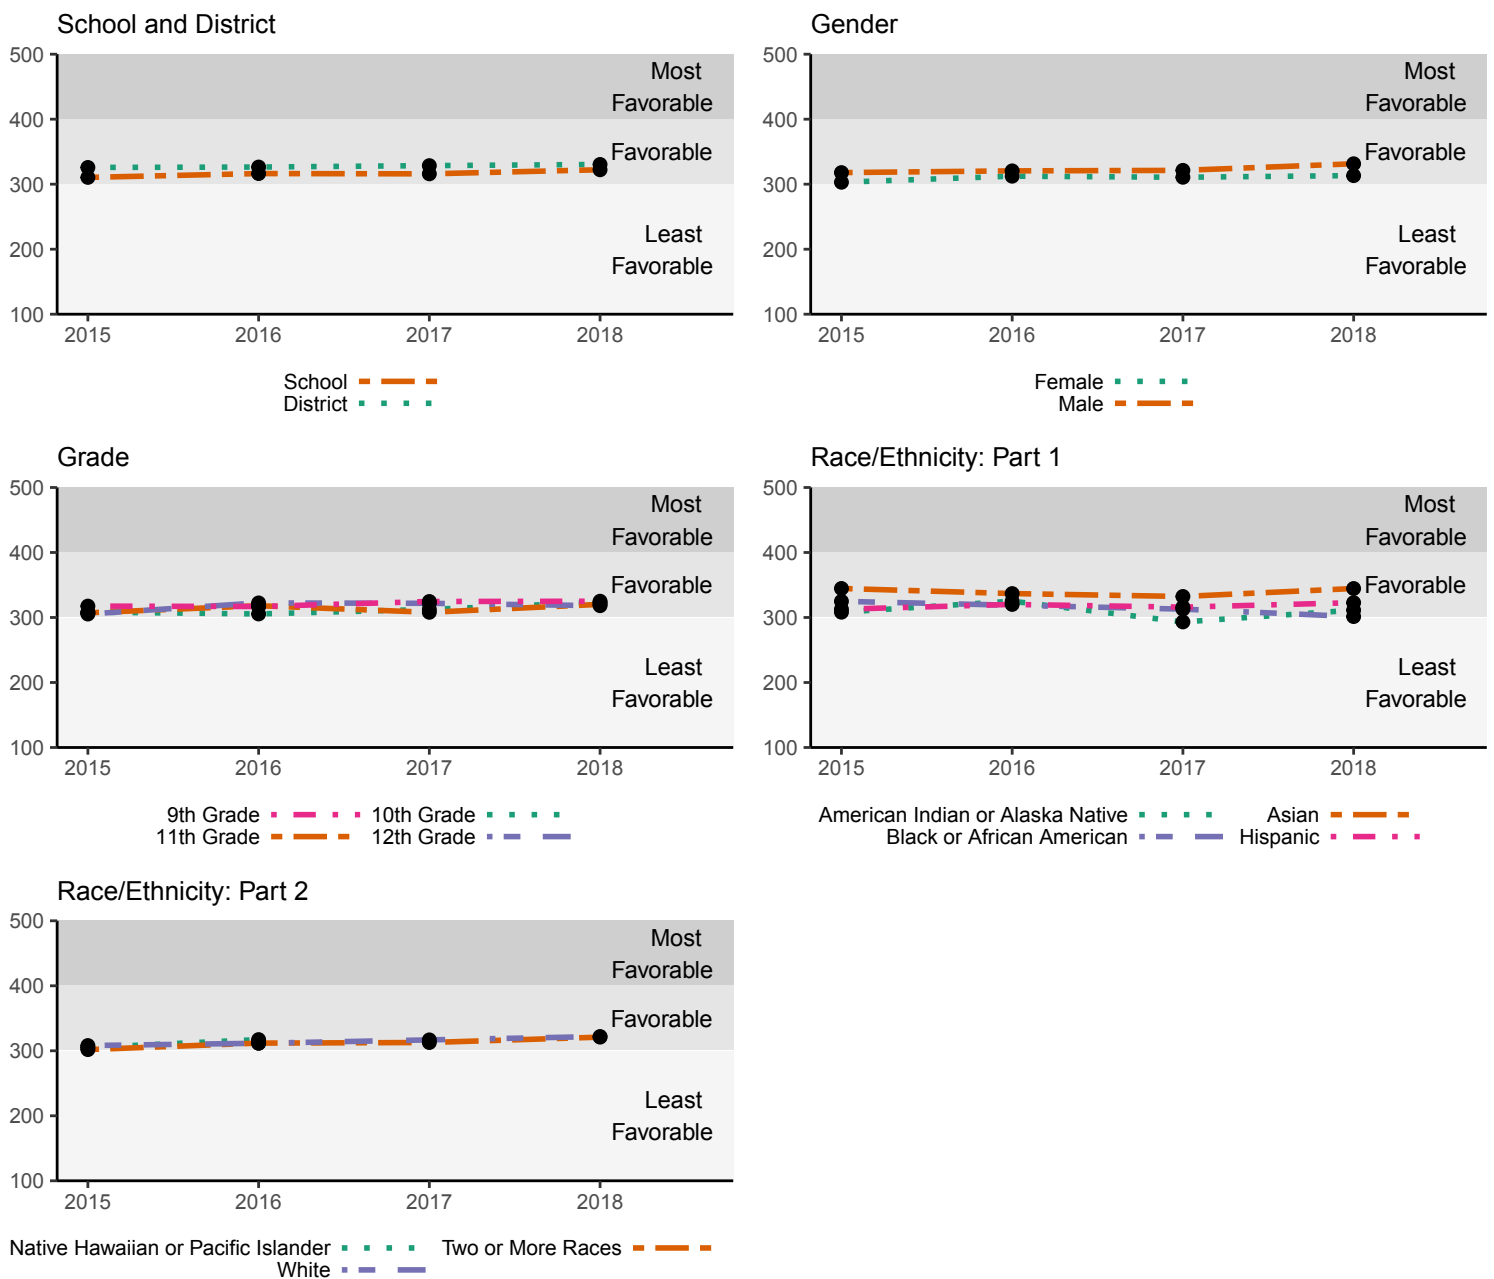 School and District
500
400
300
200
100
Most
Favorable
Favorable
Least
Favorable
2015 2016 2017 2018
School
District
Gender
500
400
300
200
100
Most
Favorable
Favorable
Least
Favorable
2015 2016 2017 2018
Female
Male
Grade
500
400
300
200
100
Most
Favorable
Favorable
Least
Favorable
2015 2016 2017 2018
9th Grade 10th Grade
11th Grade 12th Grade
Race/Ethnicity: Part 1
500
400
300
200
100
Most
Favorable
Favorable
Least
Favorable
2015 2016 2017 2018
American Indian or Alaska Native Asian
Black or African American Hispanic
Race/Ethnicity: Part 2
500
400
300
200
100
Most
Favorable
Favorable
Least
Favorable
2015 2016 2017 2018
Native Hawaiian or Pacific Islander Two or More Races
White